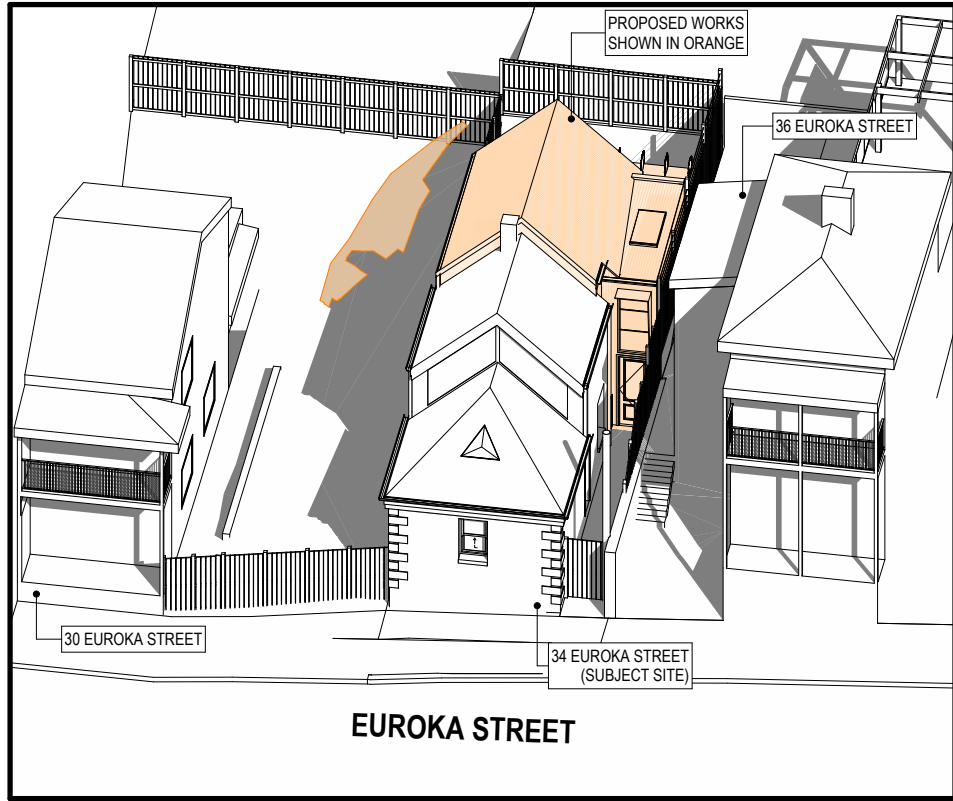 PROPOSED WORKS
SHOWN IN ORANGE
36 EUROKA STREET
30 EUROKA STREET
34 EUROKA STREET
(SUBJECT SITE)
EUROKA STREET